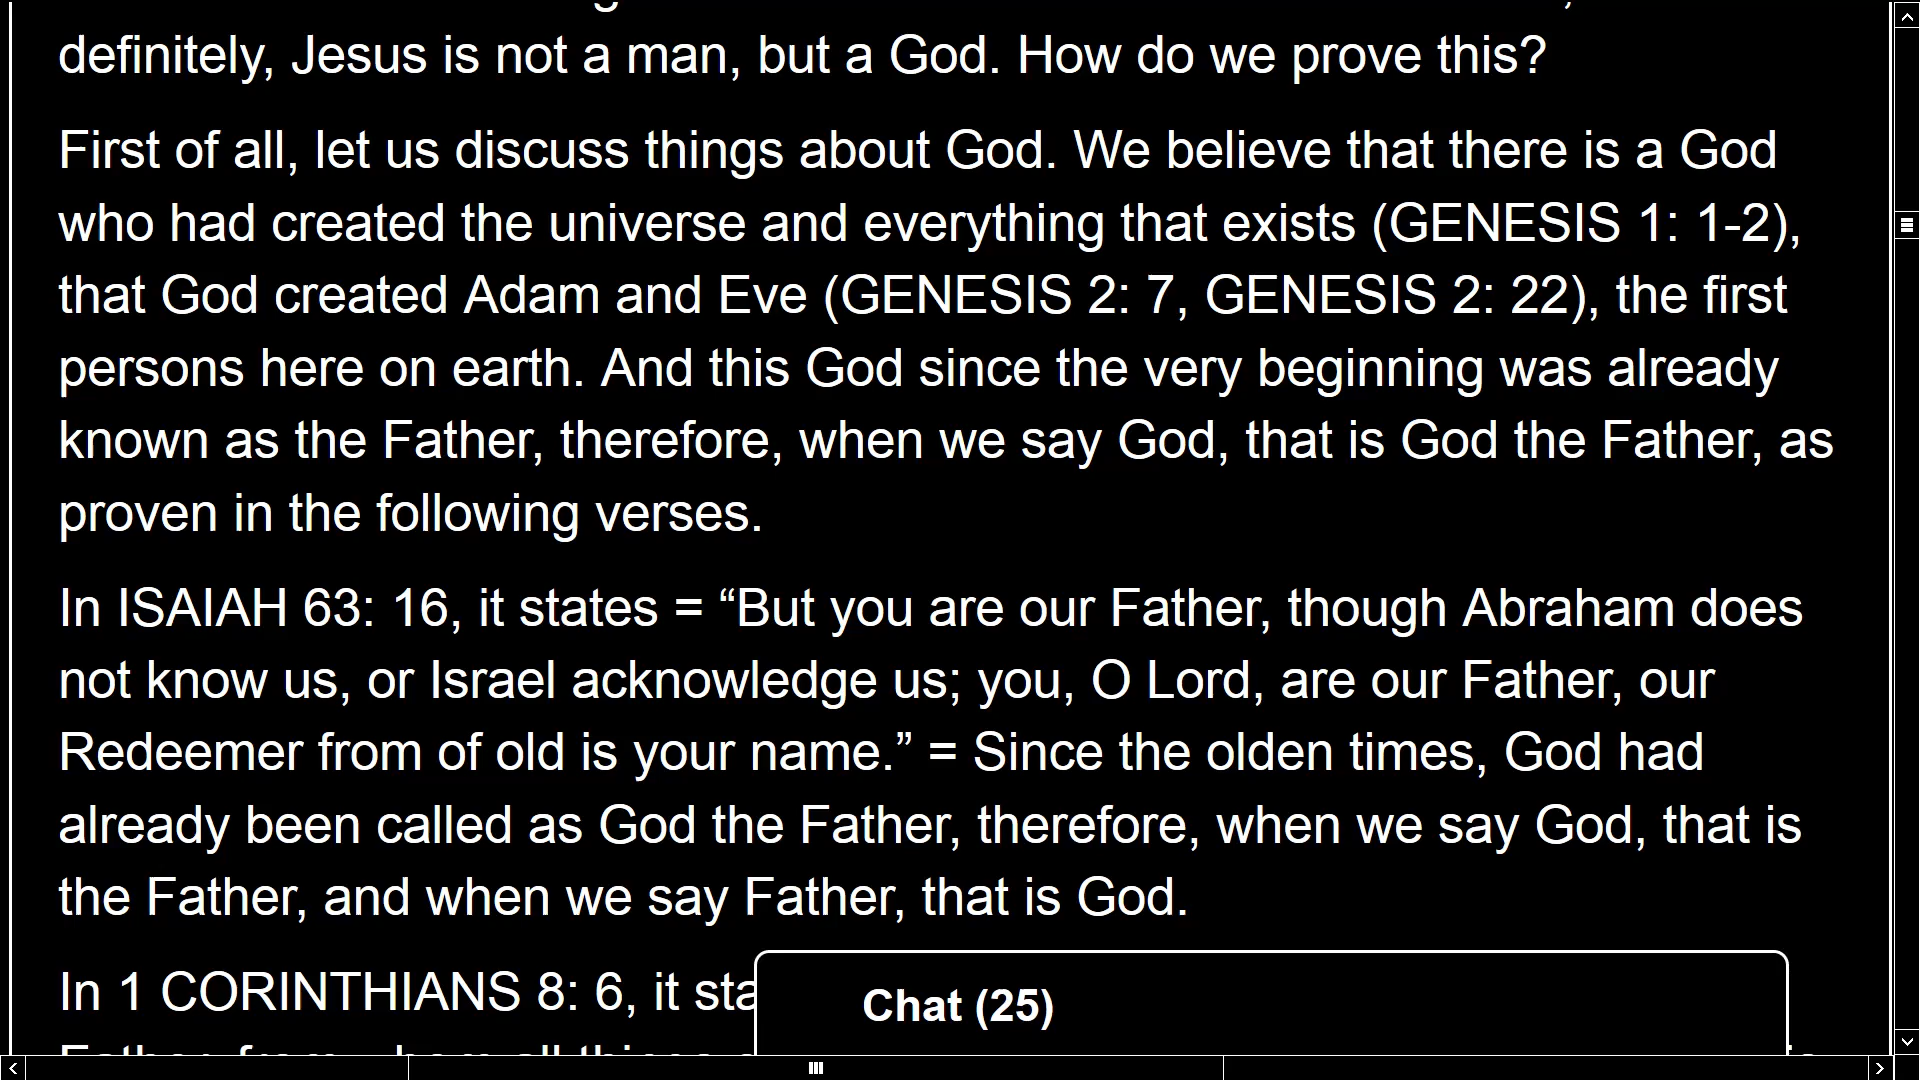 definitely, Jesus is not a man, but a God. How do we prove this?
First of all, let us discuss things about God. We believe that there is a God
who had created the universe and everything that exists (GENESIS 1: 1-2),
that God created Adam and Eve (GENESIS 2: 7, GENESIS 2: 22), the first
persons here on earth. And this God since the very beginning was already
known as the Father, therefore, when we say God, that is God the Father, as
proven in the following verses.
In ISAIAH 63: 16, it states = “But you are our Father, though Abraham does
not know us, or Israel acknowledge us; you, O Lord, are our Father, our
Redeemer from of old is your name.” = Since the olden times, God had
already been called as God the Father, therefore, when we say God, that is
the Father, and when we say Father, that is God.
In 1 CORINTHIANS 8: 6, it
Chat (25)